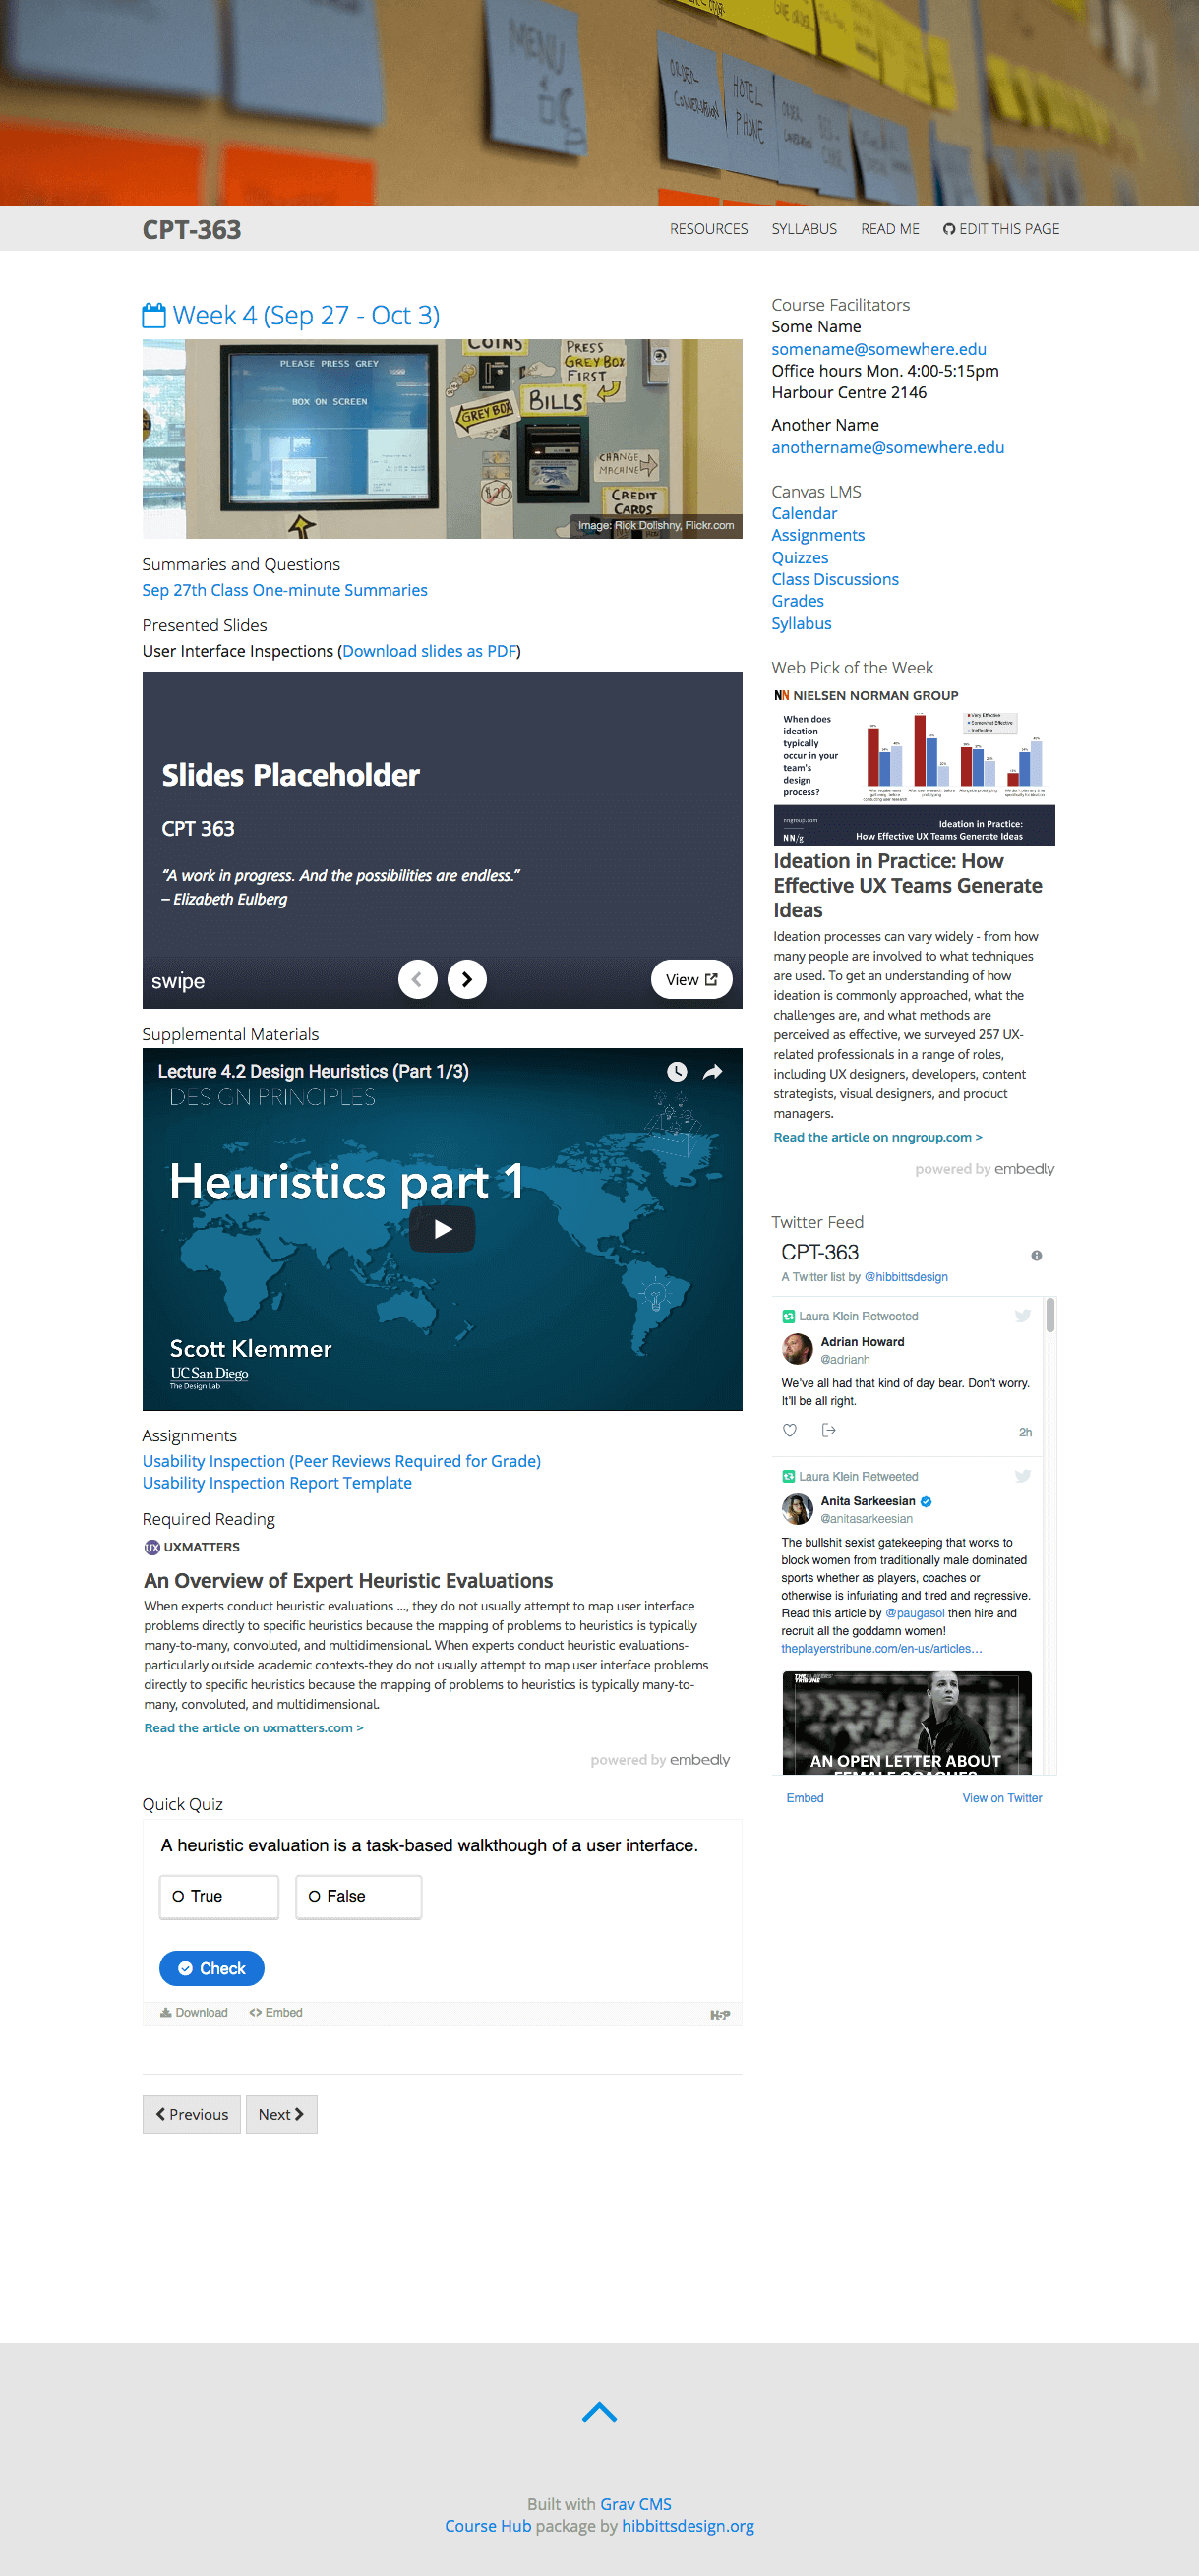 MENU
ORDER
HOTEL
PHONE
CPT-363
RESOURCES SYLLABUS READ ME EDIT THIS PAGE
Week 4 (Sep 27 - Oct 3)
PLEASE PRESS GREY
BOX ON SCREEN
COINS
PRESS
GREY BOX
FIRST
GREY BOX
BILLS
CHANGE
MACHINE
$20
CREDIT
CARDS
Image: Rick Dolishny, Flickr.com
Summaries and Questions
Sep 27th Class One-minute Summaries
Presented Slides
User Interface Inspections (Download slides as PDF)
Slides Placeholder
CPT 363
“A work in progress. And the possibilities are endless.”
– Elizabeth Eulberg
swipe
View
Supplemental Materials
Lecture 4.2 Design Heuristics (Part 1/3)
DESIGN PRINCIPLES
Heuristics part 1
Scott Klemmer
UC San Diego
The Design Lab
Assignments
Usability Inspection (Peer Reviews Required for Grade)
Usability Inspection Report Template
Required Reading
UX UXMATTERS
An Overview of Expert Heuristic Evaluations
When experts conduct heuristic evaluations ..., they do not usually attempt to map user interface
problems directly to specific heuristics because the mapping of problems to heuristics is typically
many-to-many, convoluted, and multidimensional. When experts conduct heuristic evaluations-
particularly outside academic contexts-they do not usually attempt to map user interface problems
directly to specific heuristics because the mapping of problems to heuristics is typically many-to-
many, convoluted, and multidimensional.
Read the article on uxmatters.com >
powered by embedly
Quick Quiz
A heuristic evaluation is a task-based walkthough of a user interface.
True False
Check
Download Embed H5P
Previous Next
Course Facilitators
Some Name
somename@somewhere.edu
Office hours Mon. 4:00-5:15pm
Harbour Centre 2146
Another Name
anothername@somewhere.edu
Canvas LMS
Calendar
Assignments
Quizzes
Class Discussions
Grades
Syllabus
Web Pick of the Week
NN NIELSEN NORMAN GROUP
When does
ideation
typically
occur in your
team's
design
process?
Very Effective
Somewhat Effective
Ineffective
nngroup.com
NN/g
Ideation in Practice:
How Effective UX Teams Generate Ideas
Ideation in Practice: How
Effective UX Teams Generate
Ideas
Ideation processes can vary widely - from how
many people are involved to what techniques
are used. To get an understanding of how
ideation is commonly approached, what the
challenges are, and what methods are
perceived as effective, we surveyed 257 UX-
related professionals in a range of roles,
including UX designers, developers, content
strategists, visual designers, and product
managers.
Read the article on nngroup.com >
powered by embedly
Twitter Feed
CPT-363
A Twitter list by @hibbittsdesign
Laura Klein Retweeted
Adrian Howard
@adrianh
We've all had that kind of day bear. Don't worry.
It'll be all right.
2h
Laura Klein Retweeted
Anita Sarkeesian
@anitasarkeesian
The bullshit sexist gatekeeping that works to
block women from traditionally male dominated
sports whether as players, coaches or
otherwise is infuriating and tired and regressive.
Read this article by @paugasol then hire and
recruit all the goddamn women!
theplayerstribune.com/en-us/articles…
AN OPEN LETTER ABOUT
FEMALE COACHES
Embed View on Twitter
Built with Grav CMS
Course Hub package by hibbittsdesign.org